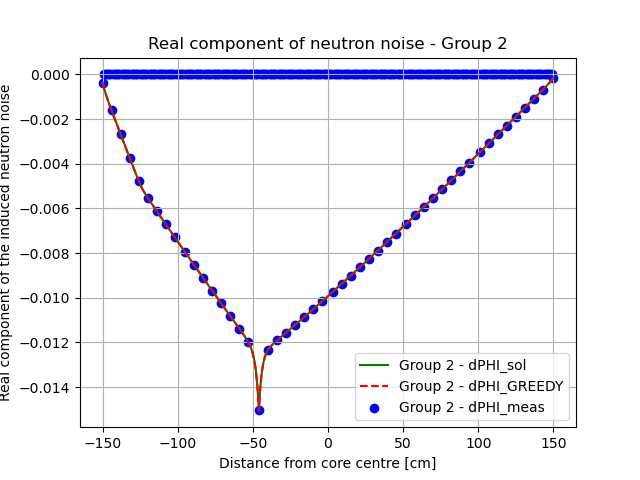 Real component of neutron noise - Group 2
Real component of the induced neutron noise
0.000
−0.002
−0.004
−0.006
−0.008
−0.010
−0.012
−0.014
Group 2 - dPHI_sol
Group 2 - dPHI_GREEDY
Group 2 - dPHI_meas
−150
−100
−50
0
50
100
150
Distance from core centre [cm]